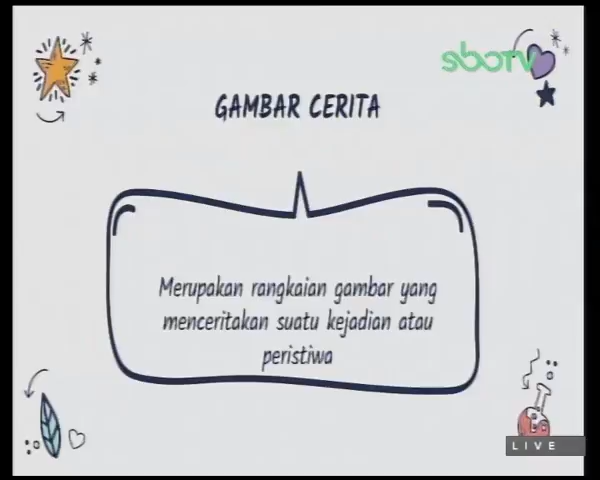 sboTV
GAMBAR CERITA
Merupakan rangkaian gambar yang
menceritakan suatu kejadian atau
peristiwa
LIVE